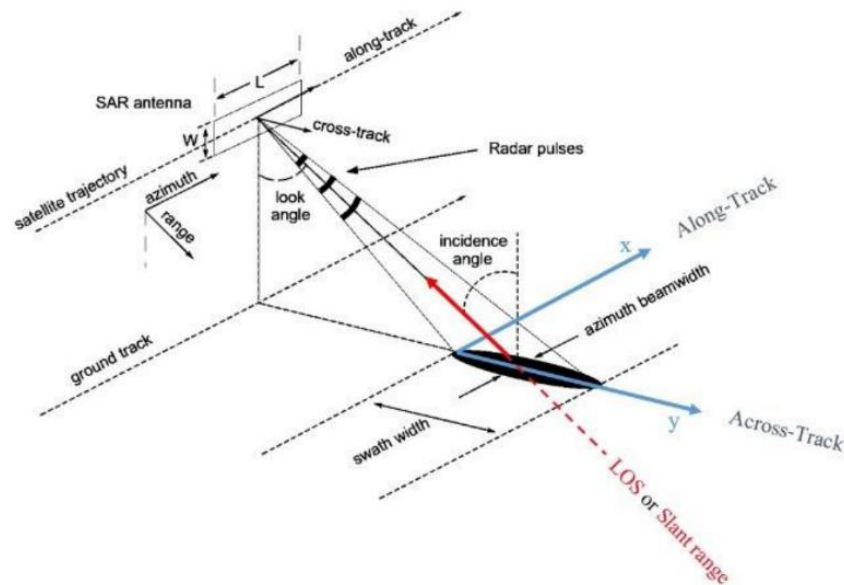 along-track
L
SAR antenna
W
cross-track
Radar pulses
satellite trajectory
azimuth
range
look
angle
incidence
angle
x
Along-Track
azimuth beamwidth
ground track
swath width
y
Across-Track
LOS or Slant range